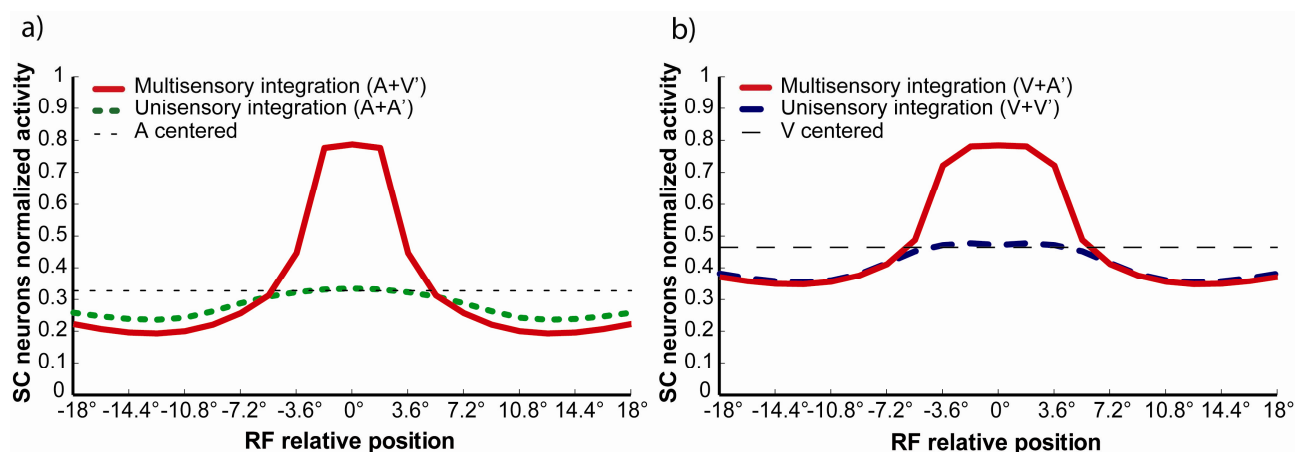 a)
SC neurons normalized activity
1
0.9
0.8
0.7
0.6
0.5
0.4
0.3
0.2
0.1
0
Multisensory integration (A+V’)
Unisensory integration (A+A’)
A centered
-18° -14.4° -10.8° -7.2° -3.6° 0° 3.6° 7.2° 10.8° 14.4° 18°
RF relative position
b)
SC neurons normalized activity
1
0.9
0.8
0.7
0.6
0.5
0.4
0.3
0.2
0.1
0
Multisensory integration (V+A’)
Unisensory integration (V+V’)
V centered
-18° -14.4° -10.8° -7.2° -3.6° 0° 3.6° 7.2° 10.8° 14.4° 18°
RF relative position